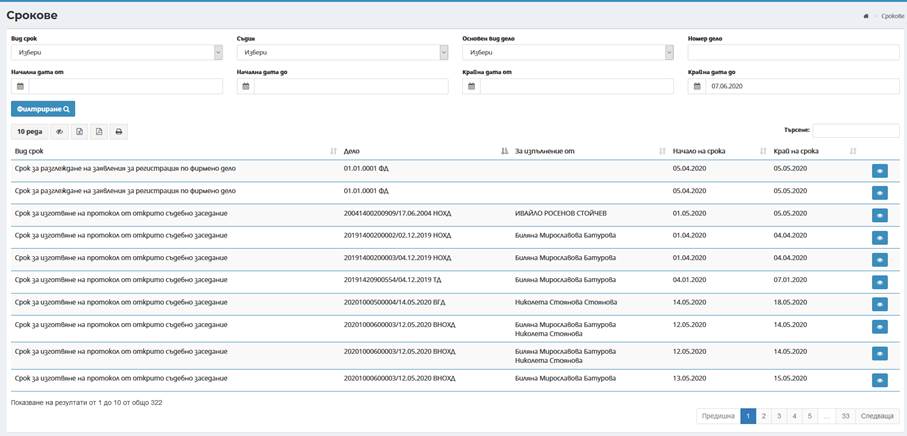 Срокове
Срокове
Вид срок Съдии Основен вид дело Номер дело
Избери Избери Избери
Начална дата от Начална дата до Крайна дата от Крайна дата до
07.06.2020
Филтриране
10 реда Търсене:
Вид срок Дело За изпълнение от Начало на срока Край на срока
Срок за разглеждане на заявления за регистрация по фирмено дело 01.01.0001 ФД 05.04.2020 05.05.2020
Срок за разглеждане на заявления за регистрация по фирмено дело 01.01.0001 ФД 05.04.2020 05.05.2020
Срок за изготвяне на протокол от открито съдебно заседание 20041400200909/17.06.2004 НОХД ИВАЙЛО РОСЕНОВ СТОЙЧЕВ 01.05.2020 05.05.2020
Срок за изготвяне на протокол от открито съдебно заседание 20191400200002/02.12.2019 НОХД Биляна Мирославова Батурова 01.04.2020 04.04.2020
Срок за изготвяне на протокол от открито съдебно заседание 20191400200003/04.12.2019 НОХД Биляна Мирославова Батурова 01.04.2020 04.04.2020
Срок за изготвяне на протокол от открито съдебно заседание 20191420900554/04.12.2019 ТД Биляна Мирославова Батурова 04.01.2020 07.01.2020
Срок за изготвяне на протокол от открито съдебно заседание 20201000500004/14.05.2020 ВГД Николета Стоянова Стоянова 14.05.2020 18.05.2020
Срок за изготвяне на протокол от открито съдебно заседание 20201000600003/12.05.2020 ВНОХД Биляна Мирославова Батурова 12.05.2020 14.05.2020
Николета Стоянова
Срок за изготвяне на протокол от открито съдебно заседание 20201000600003/12.05.2020 ВНОХД Биляна Мирославова Батурова 12.05.2020 14.05.2020
Николета Стоянова
Срок за изготвяне на протокол от открито съдебно заседание 20201000600003/12.05.2020 ВНОХД Биляна Мирославова Батурова 13.05.2020 15.05.2020
Показване на резултати от 1 до 10 от общо 322
Предишна 1 2 3 4 5 ... 33 Следваща